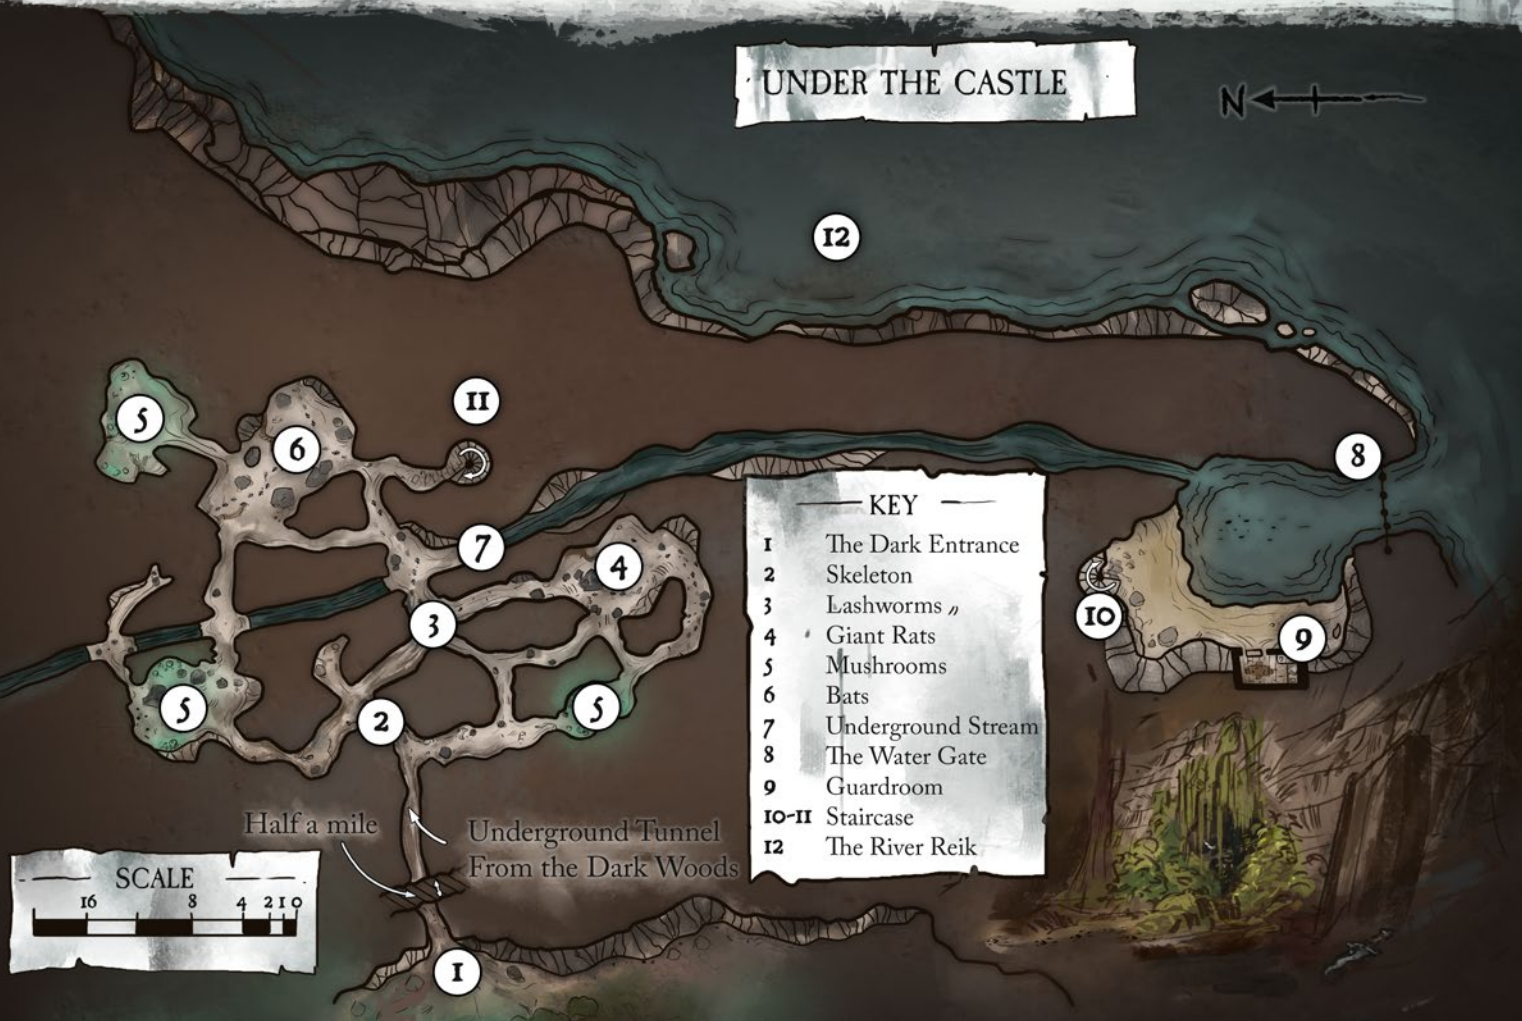 UNDER THE CASTLE
N
12
11
5
6
8
7
4
KEY
1 The Dark Entrance
2 Skeleton
3 Lashworms
4 Giant Rats
5 Mushrooms
6 Bats
7 Underground Stream
8 The Water Gate
9 Guardroom
10-11 Staircase
12 The River Reik
3
10
9
5
2
5
Half a mile
Underground Tunnel
From the Dark Woods
SCALE
16 8 4 2 1 0
1